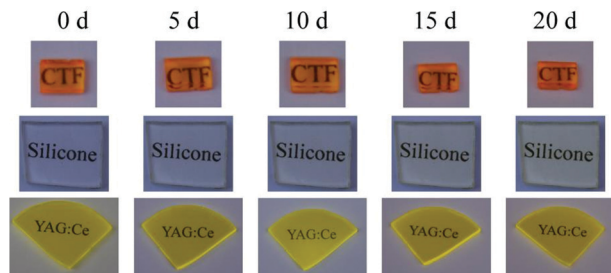 0 d 5 d 10 d 15 d 20 d
CTF CTF CTF CTF CTF
Silicone Silicone Silicone Silicone Silicone
YAG:Ce YAG:Ce YAG:Ce YAG:Ce YAG:Ce